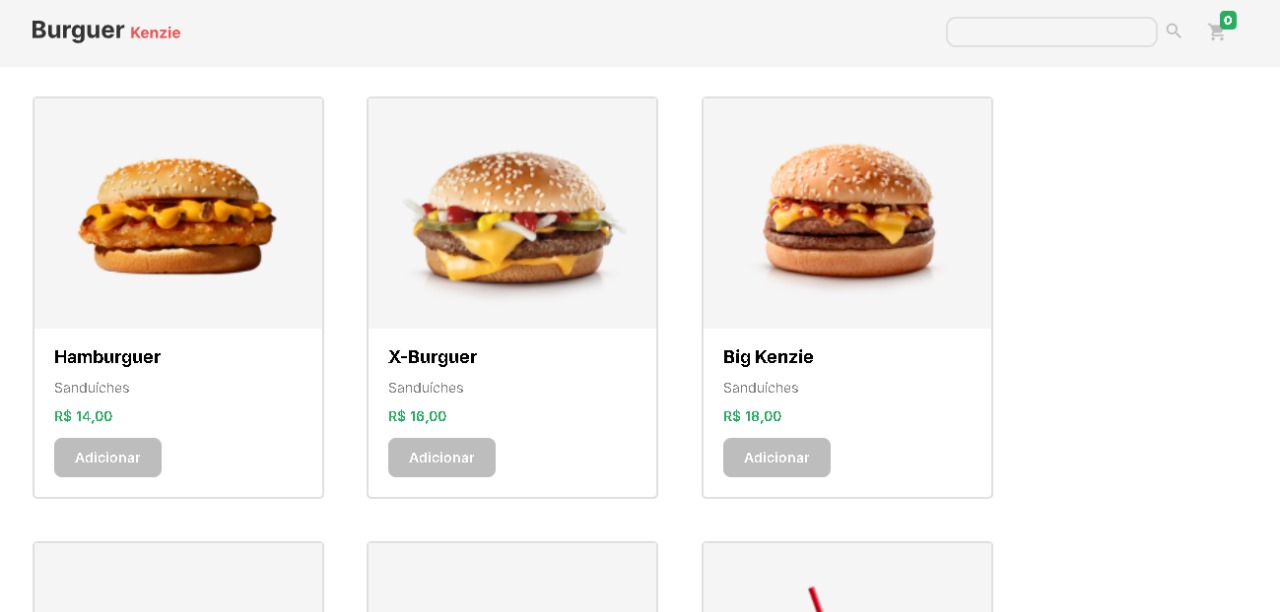 Burguer Kenzie
0
Hamburguer
Sanduíches
R$ 14,00
Adicionar
X-Burguer
Sanduíches
R$ 16,00
Adicionar
Big Kenzie
Sanduíches
R$ 18,00
Adicionar